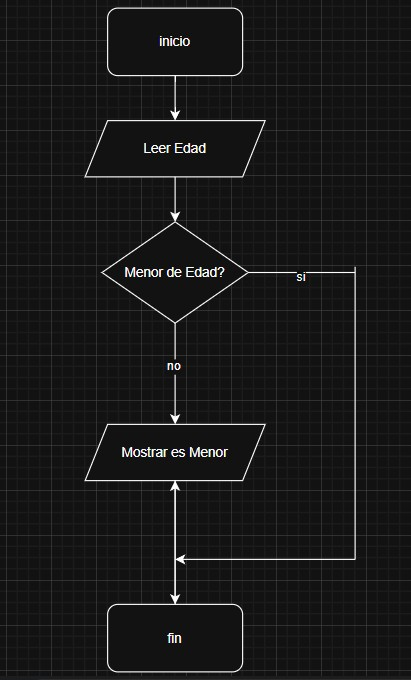 inicio
Leer Edad
Menor de Edad?
si
no
Mostrar es Menor
fin